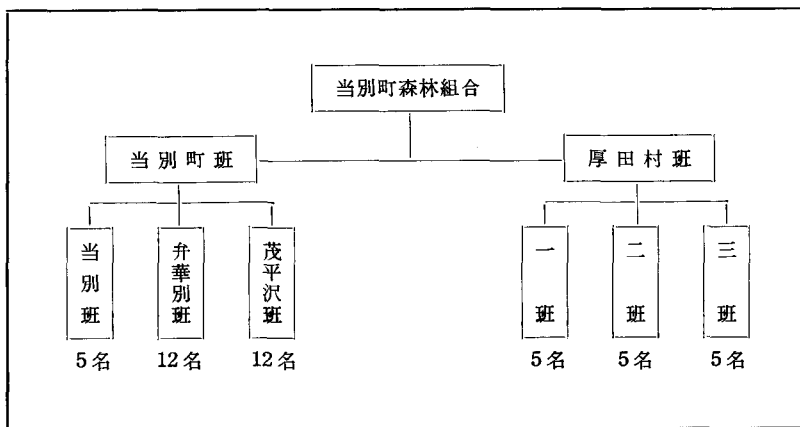 当別町森林組合
当別町班
厚田村班
当別班
弁華別班
茂平沢班
一班
二班
三班
5名
12名
12名
5名
5名
5名